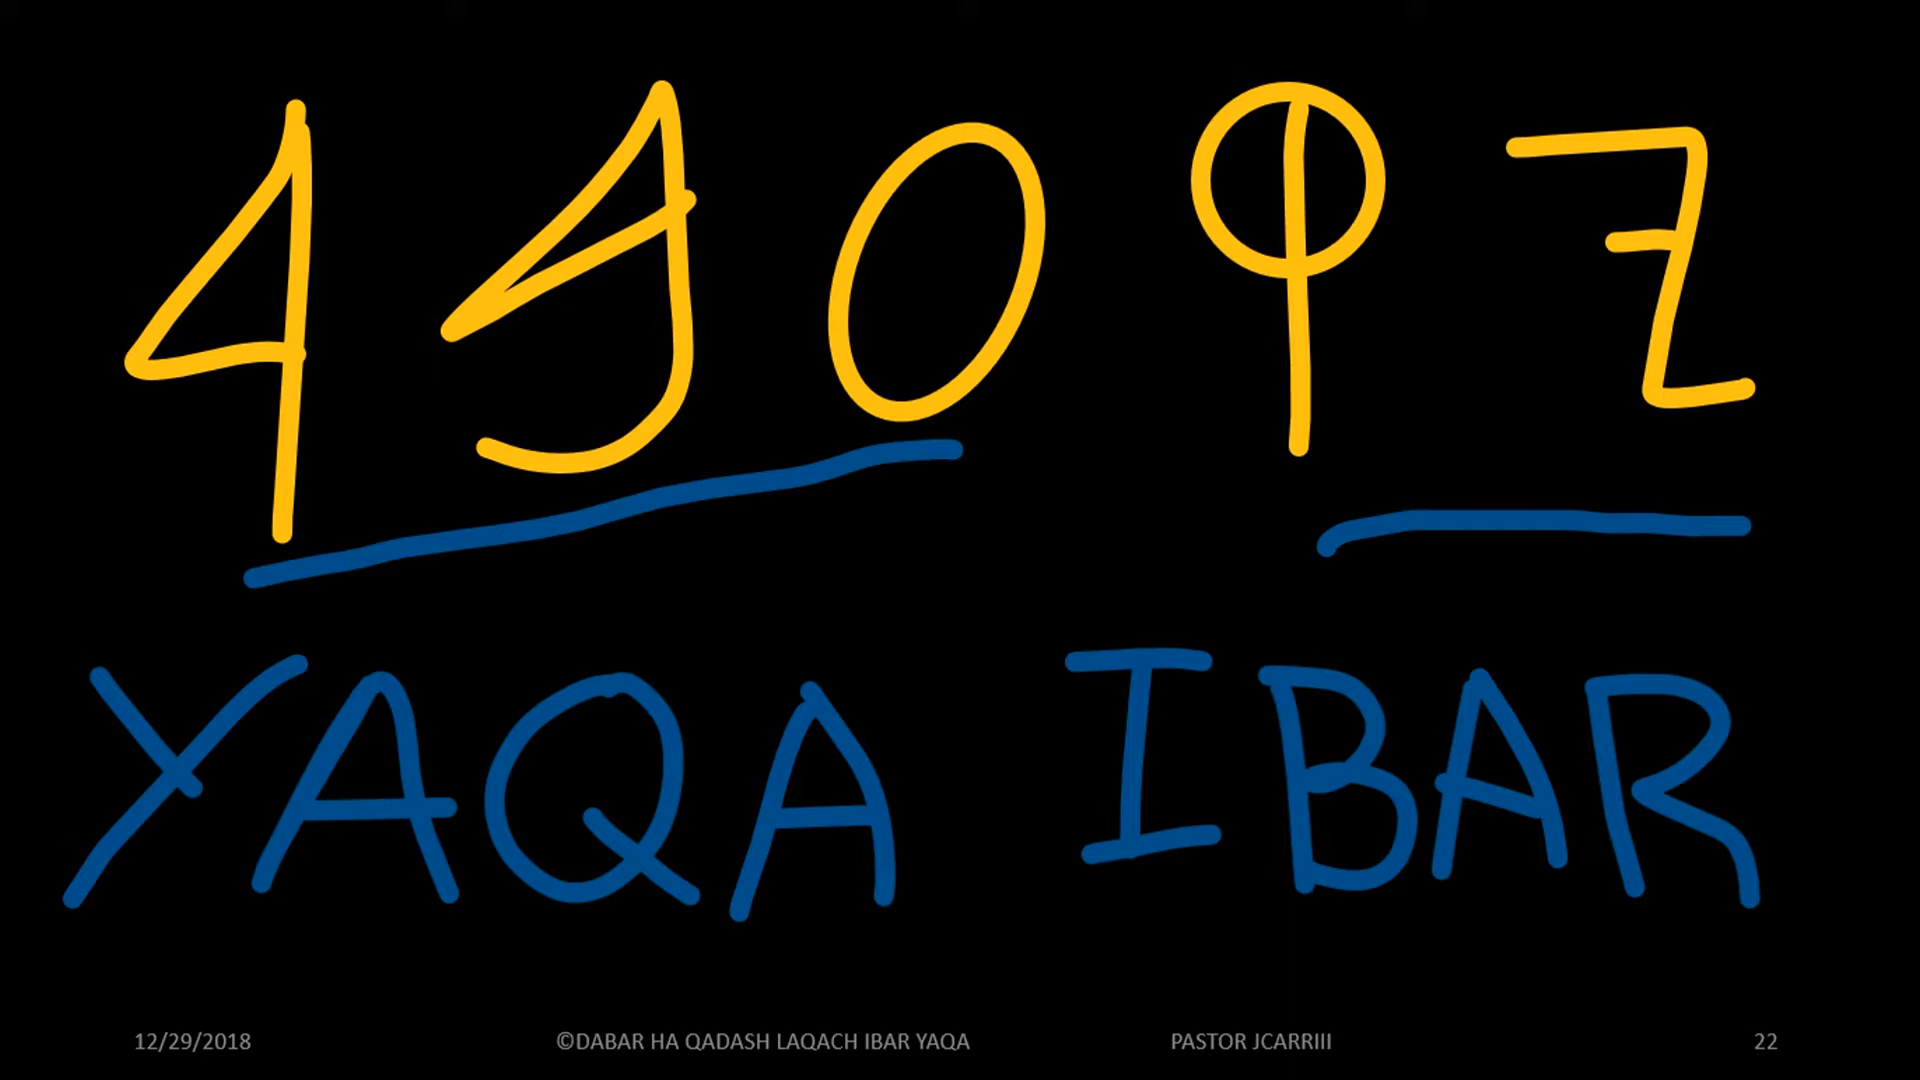 𐤉𐤒𐤏𐤁𐤓
YAQA IBAR
12/29/2018 ©DABAR HA QADASH LAQACH IBAR YAQA PASTOR JCARRIII 22